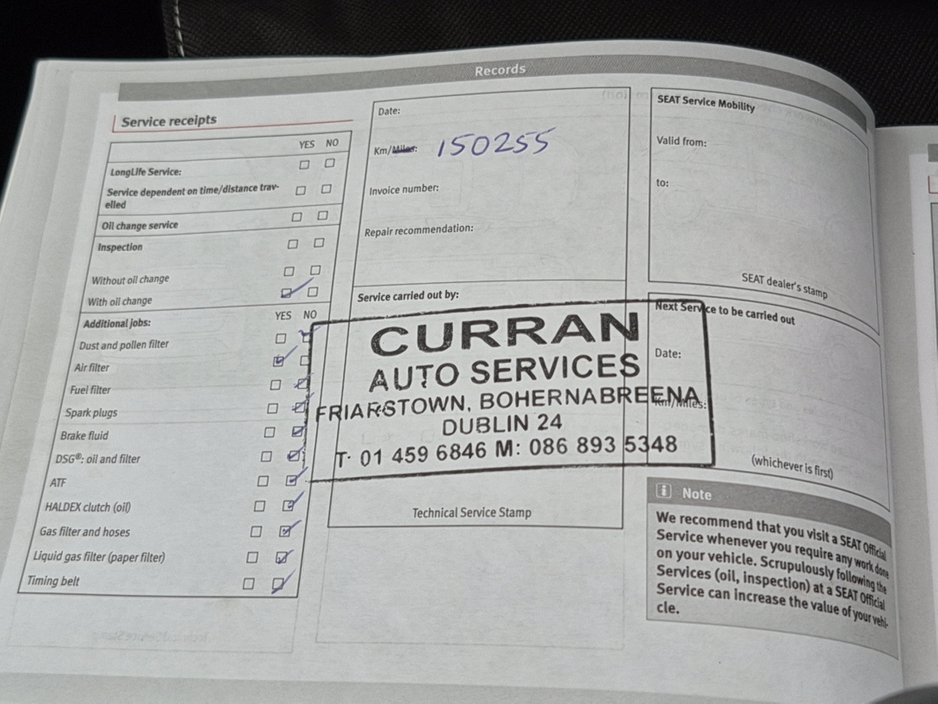 Records
Service receipts
YES NO
LongLife Service:
Service dependent on time/distance trav-
elled
Oil change service
Inspection
Without oil change
With oil change
Additional jobs:
YES NO
Dust and pollen filter
Air filter
Fuel filter
Spark plugs
Brake fluid
DSG®: oil and filter
ATF
HALDEX clutch (oil)
Gas filter and hoses
Liquid gas filter (paper filter)
Timing belt
Date:
Km/Miles: 150255
Invoice number:
Repair recommendation:
Service carried out by:
CURRAN
AUTO SERVICES
FRIARSTOWN, BOHERNABREENA
DUBLIN 24
T: 01 459 6846 M: 086 893 5348
Technical Service Stamp
SEAT Service Mobility
Valid from:
to:
SEAT dealer's stamp
Next Service to be carried out
Date:
Km/Miles:
(whichever is first)
i Note
We recommend that you visit a SEAT Official
Service whenever you require any work done
on your vehicle. Scrupulously following the
Services (oil, inspection) at a SEAT Official
Service can increase the value of your vehi-
cle.